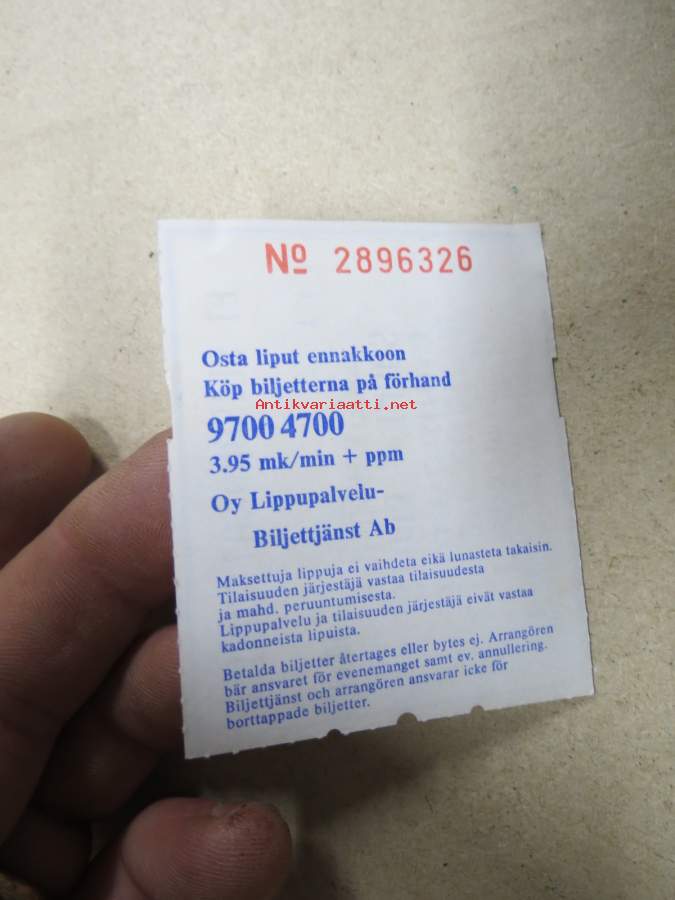 Nº 2896326
Osta liput ennakkoon
Köp biljetterna på förhand
Antikvariaatti.net
9700 4700
3.95 mk/min + ppm
Oy Lippupalvelu-
Biljettjänst Ab
Maksettuja lippuja ei vaihdeta eikä lunasteta takaisin.
Tilaisuuden järjestäjä vastaa tilaisuudesta
ja mahd. peruuntumisesta.
Lippupalvelu ja tilaisuuden järjestäjä eivät vastaa
kadonneista lipuista.
Betalda biljetter återtages eller bytes ej. Arrangören
bär ansvaret för evenemanget samt ev. annullering.
Biljettjänst och arrangören ansvarar icke för
borttappade biljetter.